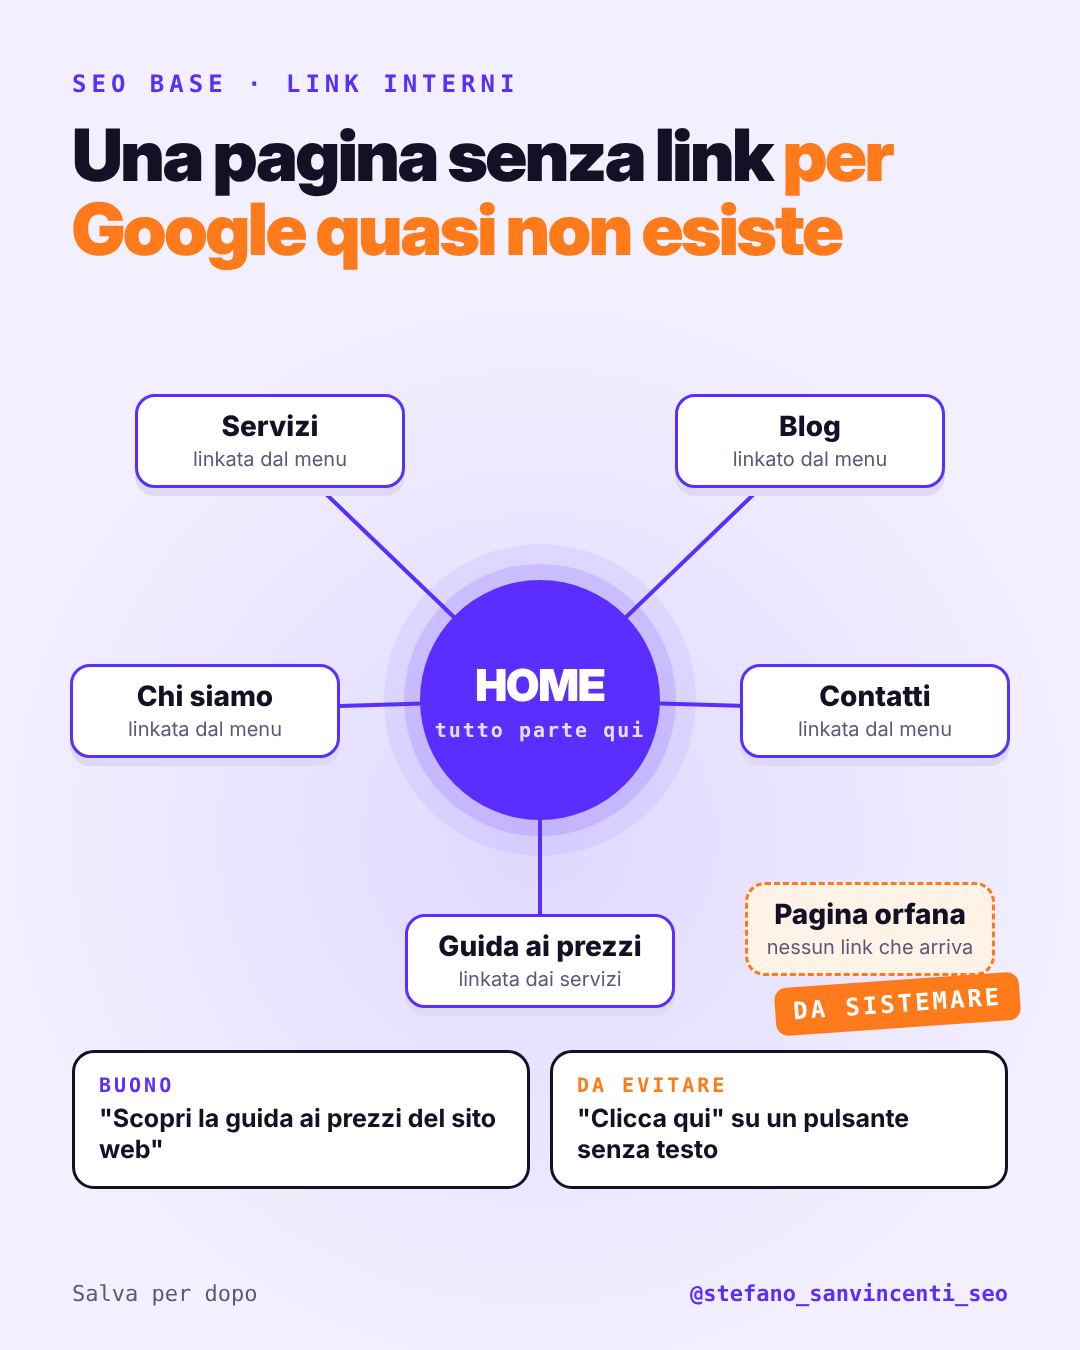 SEO BASE · LINK INTERNI
Una pagina senza link per
Google quasi non esiste
Servizi
linkata dal menu
Blog
linkato dal menu
HOME
tutto parte qui
Chi siamo
linkata dal menu
Contatti
linkata dal menu
Guida ai prezzi
linkata dai servizi
Pagina orfana
nessun link che arriva
DA SISTEMARE
BUONO
"Scopri la guida ai prezzi del sito
web"
DA EVITARE
"Clicca qui" su un pulsante
senza testo
Salva per dopo
@stefano_sanvincenti_seo